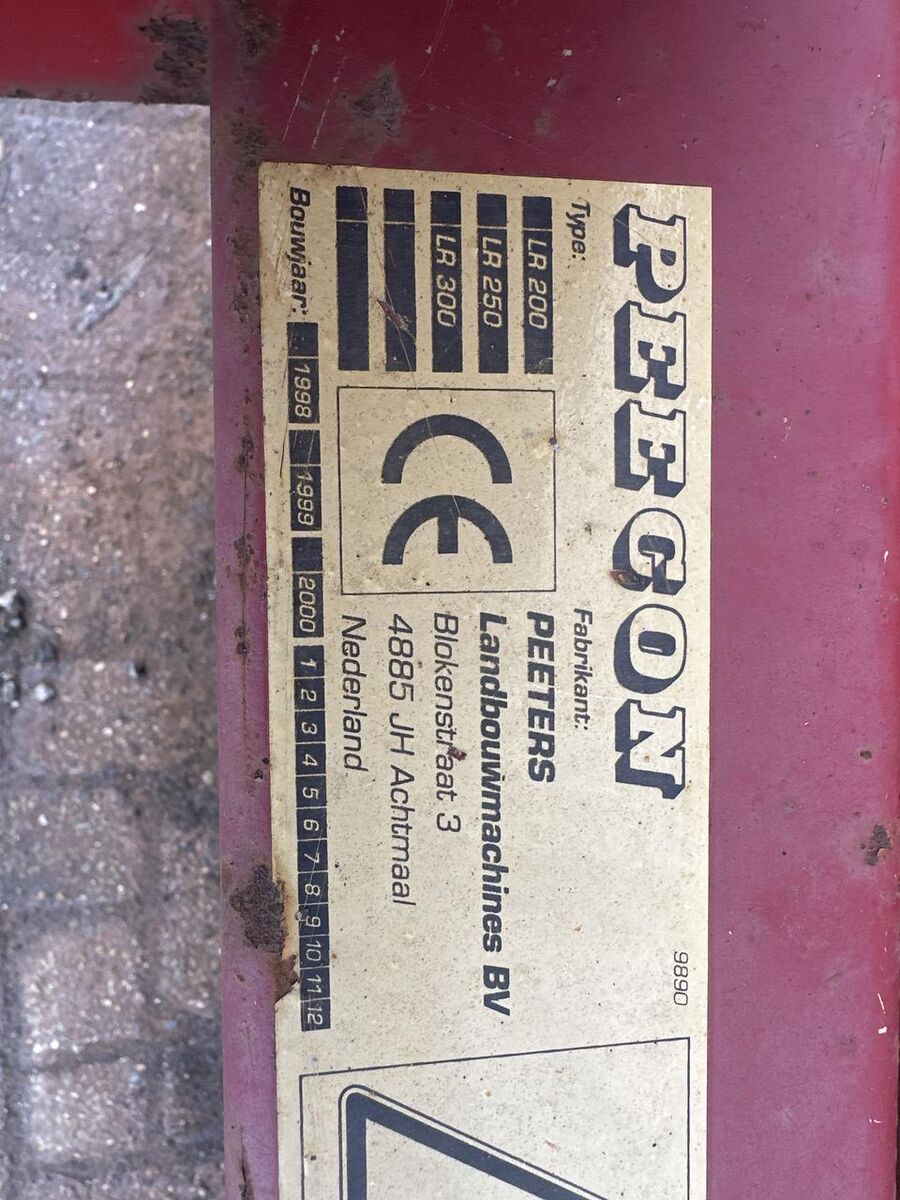 PEECON
9890
Type:
LR 200
LR 250
LR 300
Fabrikant:
PEETERS
Landbouwmachines BV
Blokenstraat 3
4885 JH Achtmaal
Nederland
CE
Bouwjaar: 1998 1999 2000 1 2 3 4 5 6 7 8 9 10 11 12